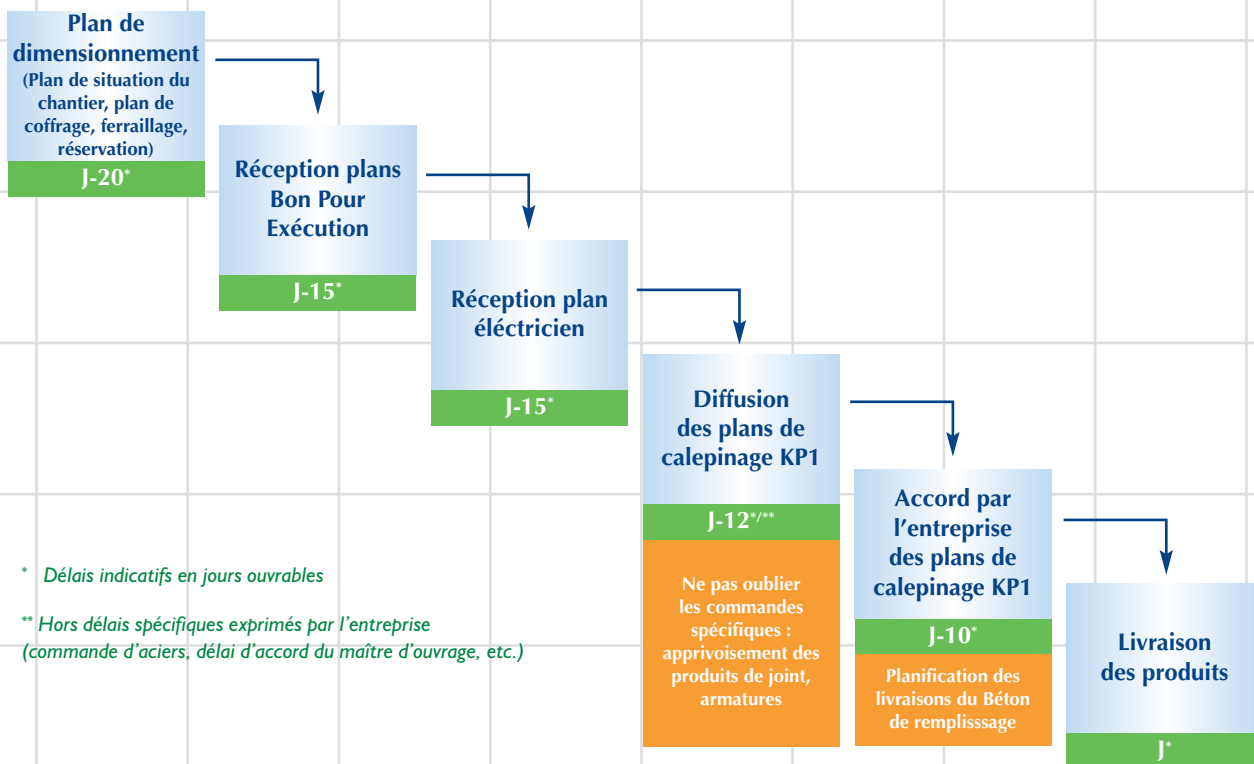 Plan de
dimensionnement
(Plan de situation du
chantier, plan de
coffrage, ferraillage,
réservation)
J-20*
Réception plans
Bon Pour
Exécution
J-15*
Réception plan
éléctricien
J-15*
Diffusion
des plans de
calepinage KP1
J-12*/**
Ne pas oublier
les commandes
spécifiques :
apprivoisement des
produits de joint,
armatures
Accord par
l'entreprise
des plans de
calepinage KP1
J-10*
Planification des
livraisons du Béton
de remplisssage
Livraison
des produits
J*
* Délais indicatifs en jours ouvrables
** Hors délais spécifiques exprimés par l'entreprise
(commande d'aciers, délai d'accord du maître d'ouvrage, etc.)